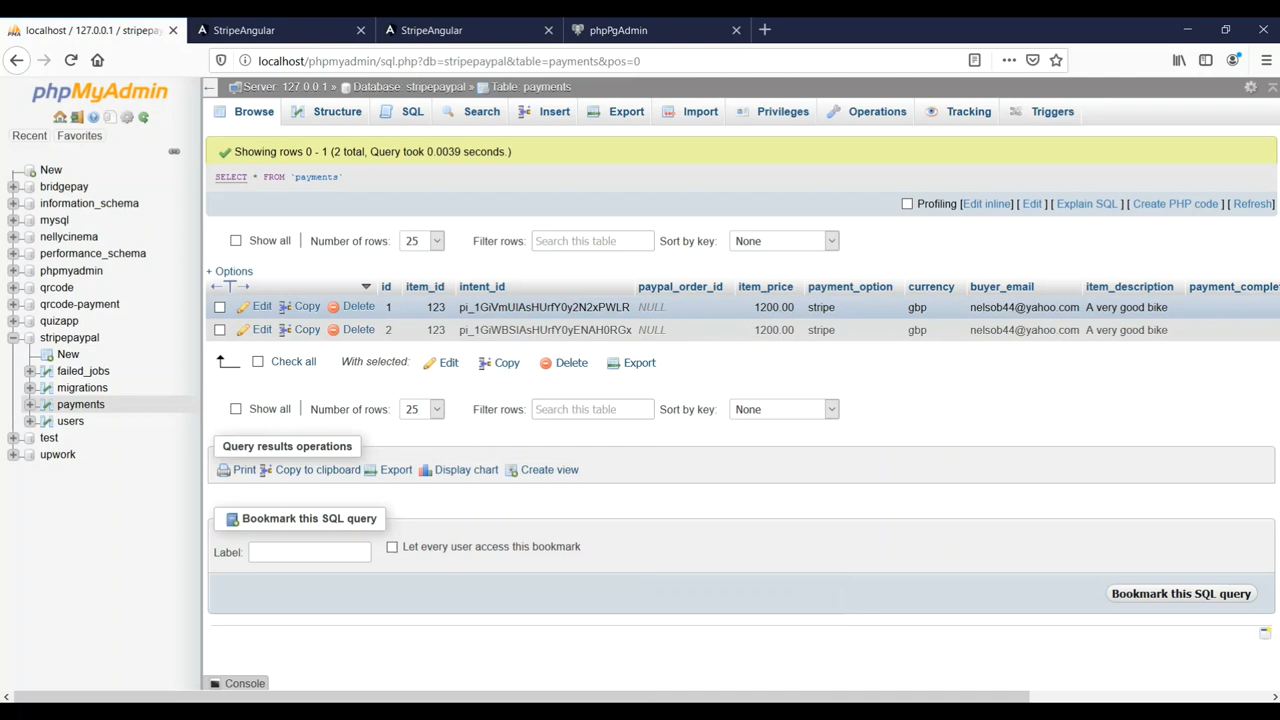 localhost / 127.0.0.1 / stripepay
StripeAngular
StripeAngular
phpPgAdmin
localhost/phpmyadmin/sql.php?db=stripepaypal&table=payments&pos=0
phpMyAdmin
Recent Favorites
New
bridgepay
information_schema
mysql
nellycinema
performance_schema
phpmyadmin
qrcode
qrcode-payment
quizapp
stripepaypal
New
failed_jobs
migrations
payments
users
test
upwork
Server: 127.0.0.1 » Database: stripepaypal » Table: payments
Browse Structure SQL Search Insert Export Import Privileges Operations Tracking Triggers
Showing rows 0 - 1 (2 total, Query took 0.0039 seconds.)
SELECT * FROM `payments`
Profiling [Edit inline] [ Edit ] [ Explain SQL ] [ Create PHP code ] [ Refresh]
Show all | Number of rows: 25 Filter rows: Search this table Sort by key: None
+ Options
id item_id intent_id paypal_order_id item_price payment_option currency buyer_email item_description payment_comple
Edit Copy Delete 1 123 pi_1GiVmUIAsHUrfY0y2N2xPWLR NULL 1200.00 stripe gbp nelsob44@yahoo.com A very good bike
Edit Copy Delete 2 123 pi_1GiWBSIAsHUrfY0yENAH0RGx NULL 1200.00 stripe gbp nelsob44@yahoo.com A very good bike
Check all With selected: Edit Copy Delete Export
Show all | Number of rows: 25 Filter rows: Search this table Sort by key: None
Query results operations
Print Copy to clipboard Export Display chart Create view
Bookmark this SQL query
Label: Let every user access this bookmark
Bookmark this SQL query
Console